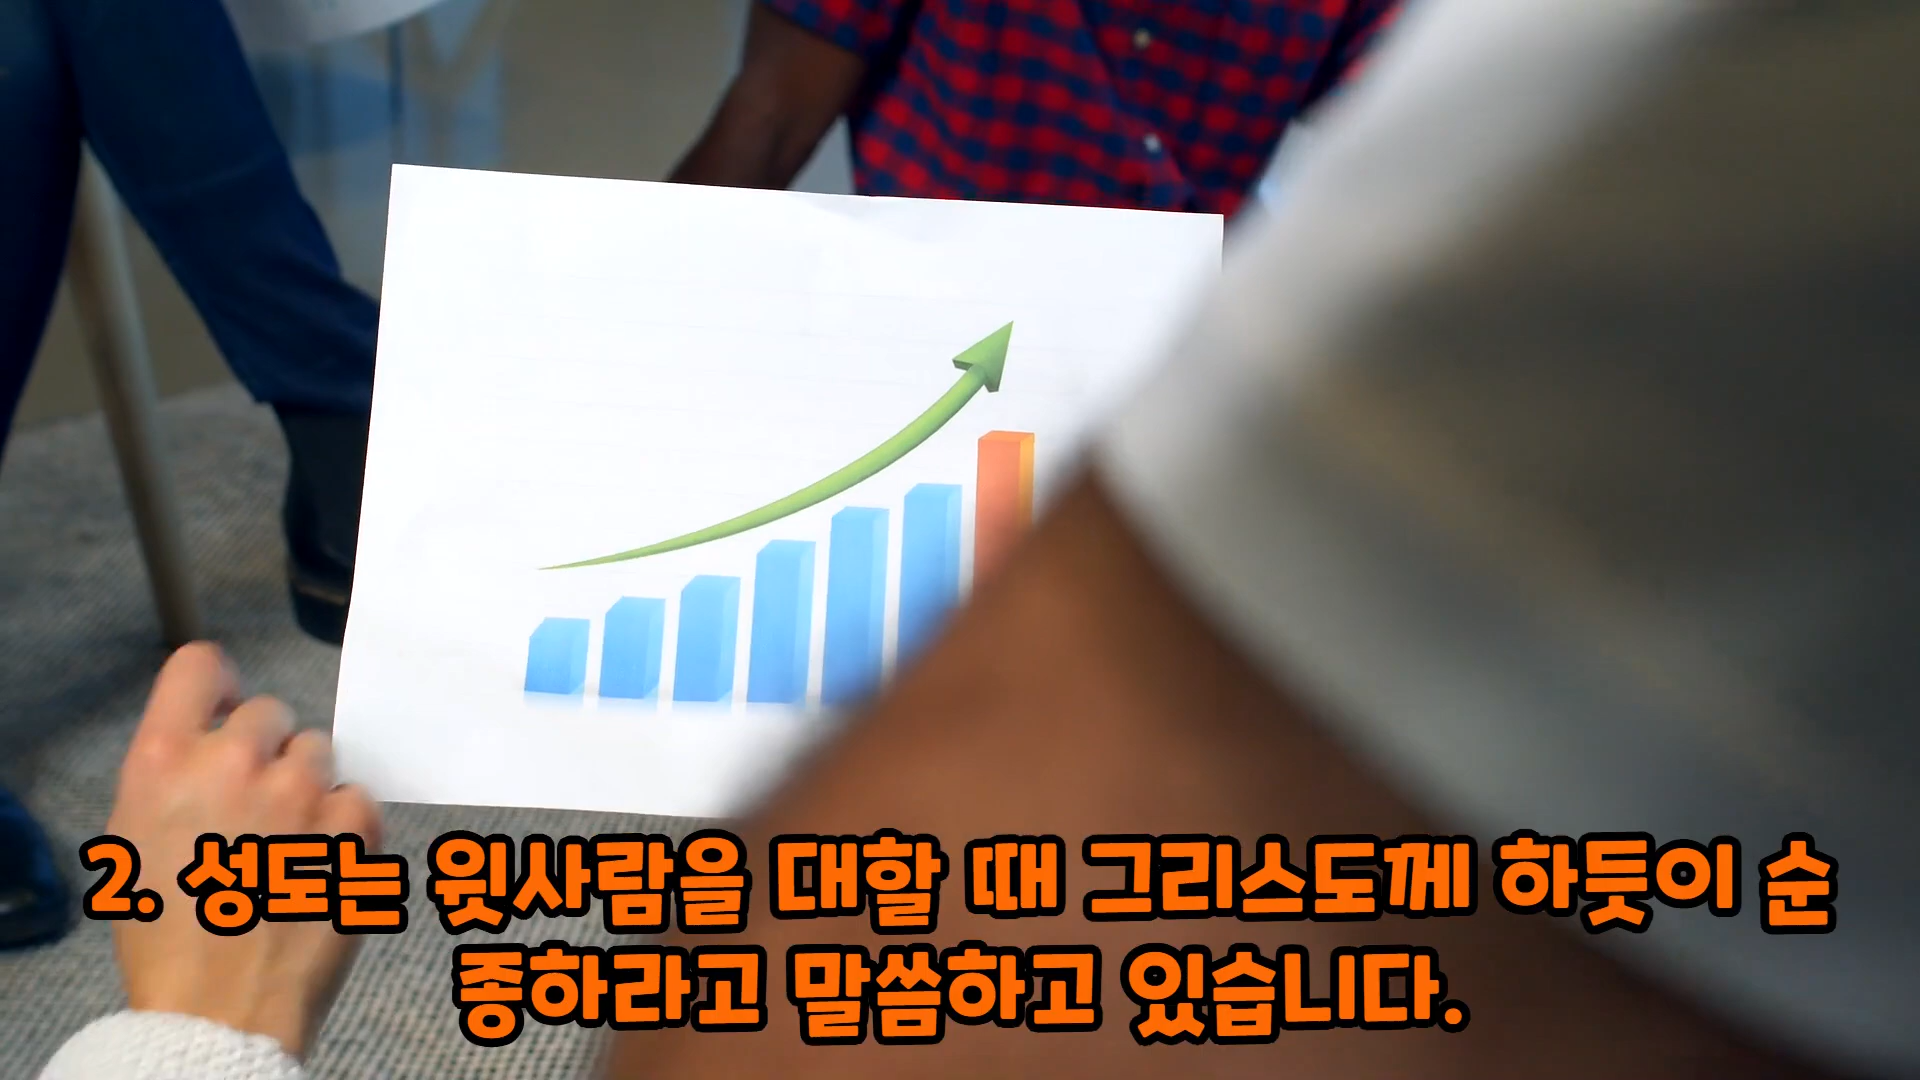 2. 성도는 윗사람을 대할 때 그리스도께 하듯이 순
종하라고 말씀하고 있습니다.